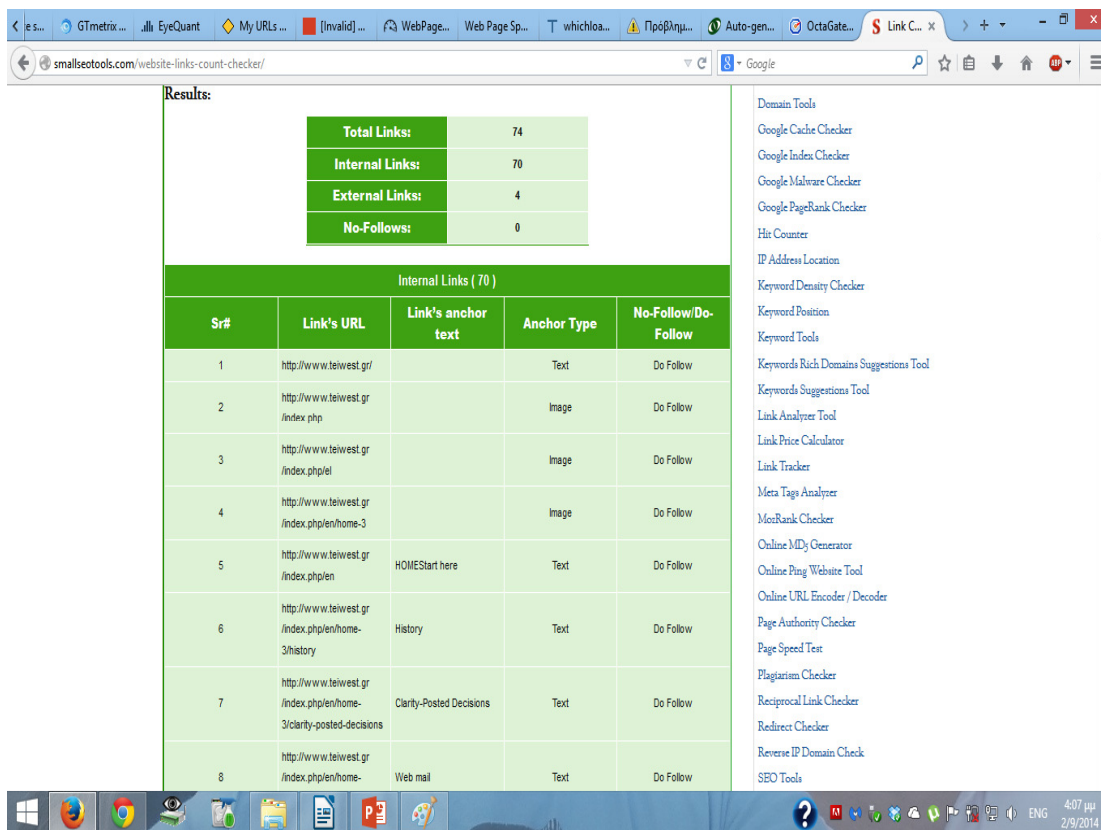 e s...
GTmetrix ...
EyeQuant
My URLs ...
[Invalid] ...
WebPage...
Web Page Sp...
whichloa...
Πρόβλημ...
Auto-gen...
OctaGate...
S Link C... ×
smallseotools.com/website-links-count-checker/
Google
ABP
Results:
Total Links: 74
Internal Links: 70
External Links: 4
No-Follows: 0
Internal Links ( 70 )
Sr# Link's URL Link's anchor text Anchor Type No-Follow/Do-Follow
1 http://www.teiwest.gr/ Text Do Follow
2 http://www.teiwest.gr/index.php Image Do Follow
3 http://www.teiwest.gr/index.php/el Image Do Follow
4 http://www.teiwest.gr/index.php/en/home-3 Image Do Follow
5 http://www.teiwest.gr/index.php/en HOMEStart here Text Do Follow
6 http://www.teiwest.gr/index.php/en/home-3/history History Text Do Follow
7 http://www.teiwest.gr/index.php/en/home-3/clarity-posted-decisions Clarity-Posted Decisions Text Do Follow
8 http://www.teiwest.gr/index.php/en/home- Web mail Text Do Follow
Domain Tools
Google Cache Checker
Google Index Checker
Google Malware Checker
Google PageRank Checker
Hit Counter
IP Address Location
Keyword Density Checker
Keyword Position
Keyword Tools
Keywords Rich Domains Suggestions Tool
Keywords Suggestions Tool
Link Analyzer Tool
Link Price Calculator
Link Tracker
Meta Tags Analyzer
MozRank Checker
Online MD5 Generator
Online Ping Website Tool
Online URL Encoder / Decoder
Page Authority Checker
Page Speed Test
Plagiarism Checker
Reciprocal Link Checker
Redirect Checker
Reverse IP Domain Check
SEO Tools
ENG
4:07 μμ
2/9/2014